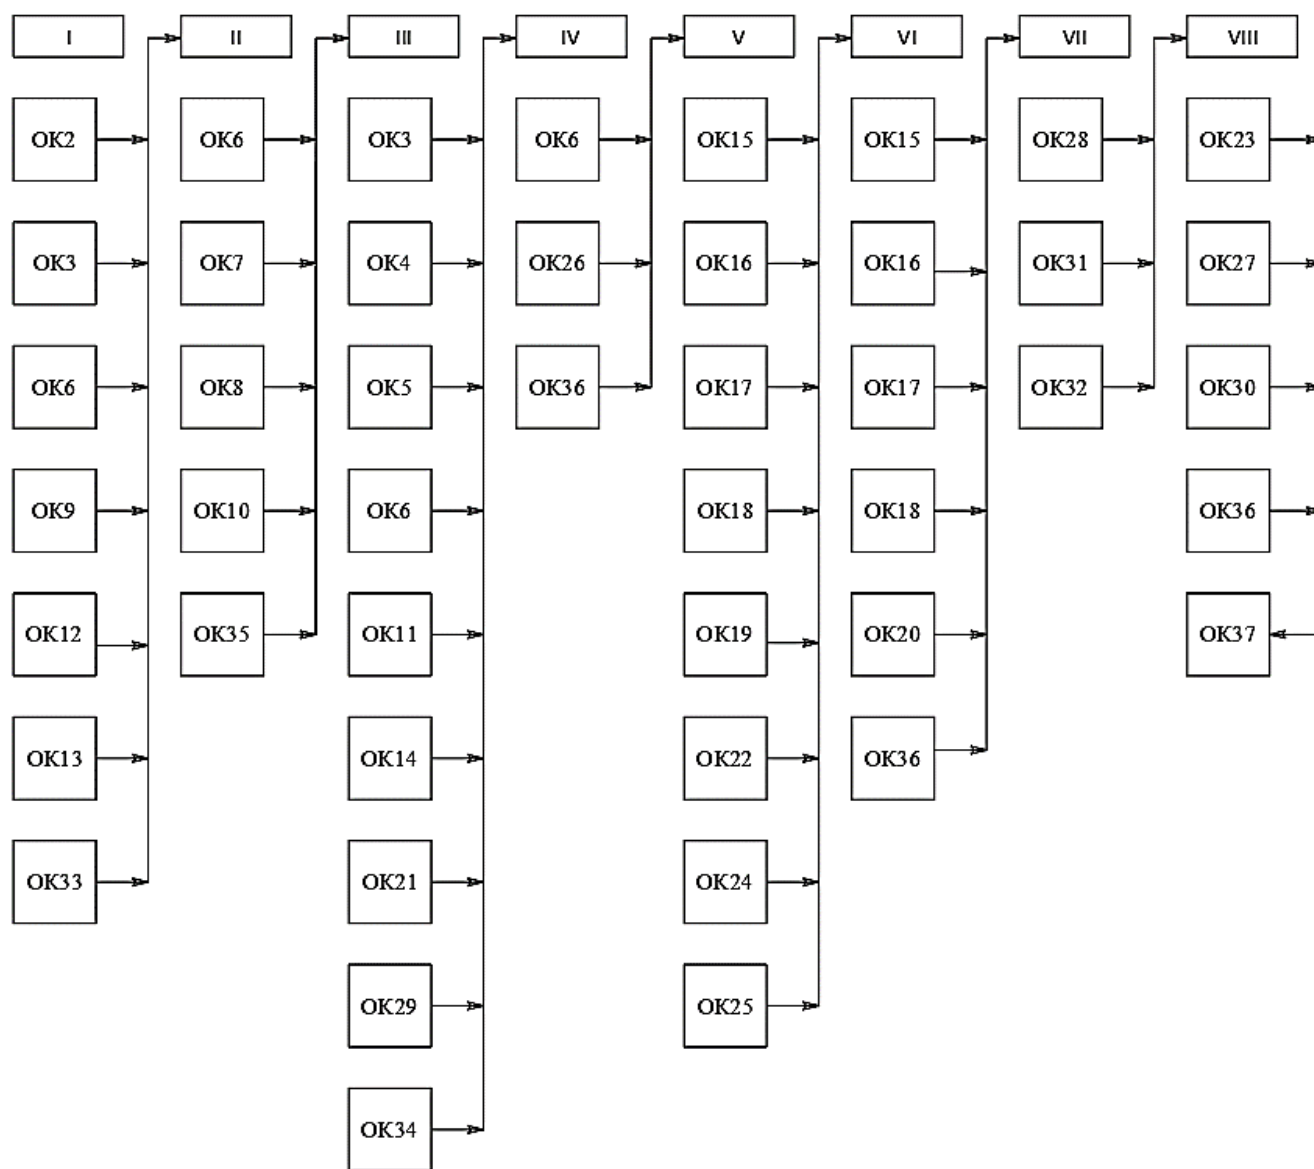 I II III IV V VI VII VIII
OK2 OK6 OK3 OK6 OK15 OK15 OK28 OK23
OK3 OK7 OK4 OK26 OK16 OK16 OK31 OK27
OK6 OK8 OK5 OK36 OK17 OK17 OK32 OK30
OK9 OK10 OK6 OK18 OK18 OK36
OK12 OK35 OK11 OK19 OK20 OK37
OK13 OK14 OK22 OK36
OK33 OK21 OK24
OK29 OK25
OK34